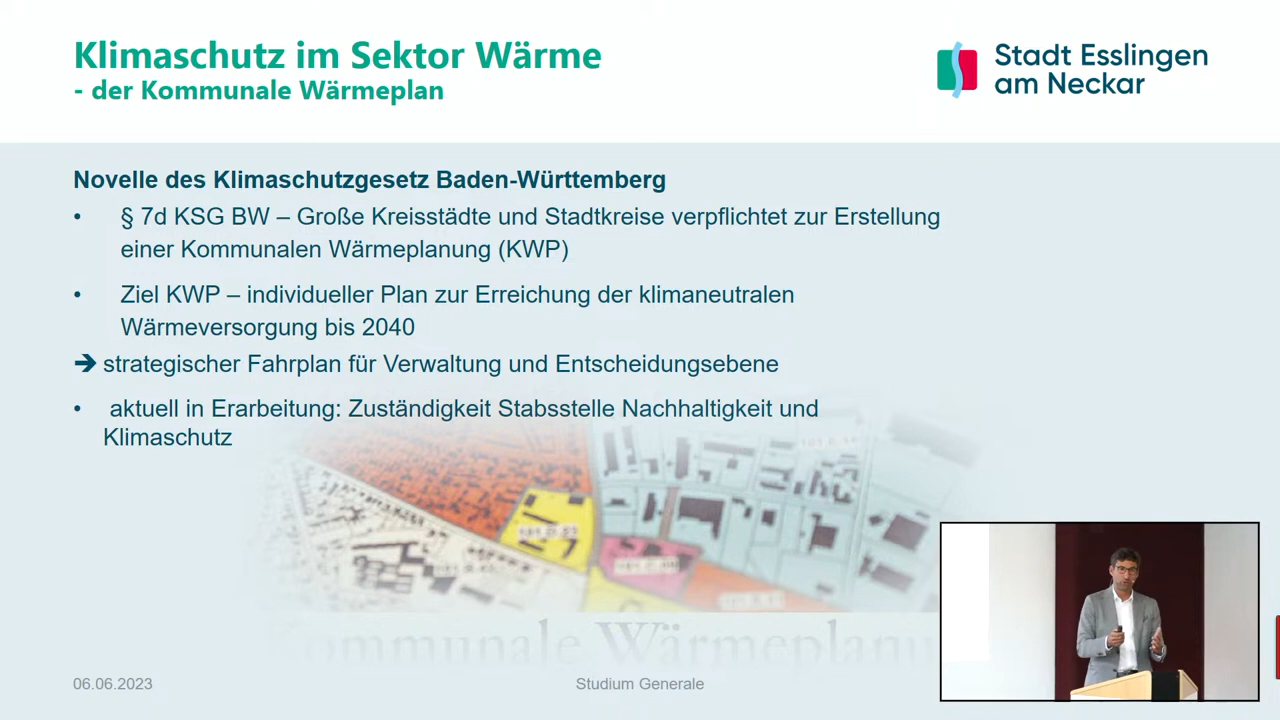 Klimaschutz im Sektor Wärme
- der Kommunale Wärmeplan
Stadt Esslingen
am Neckar
Novelle des Klimaschutzgesetz Baden-Württemberg
• § 7d KSG BW – Große Kreisstädte und Stadtkreise verpflichtet zur Erstellung
einer Kommunalen Wärmeplanung (KWP)
• Ziel KWP – individueller Plan zur Erreichung der klimaneutralen
Wärmeversorgung bis 2040
➔ strategischer Fahrplan für Verwaltung und Entscheidungsebene
• aktuell in Erarbeitung: Zuständigkeit Stabsstelle Nachhaltigkeit und
Klimaschutz
ommunale Wärmeplanu
06.06.2023
Studium Generale